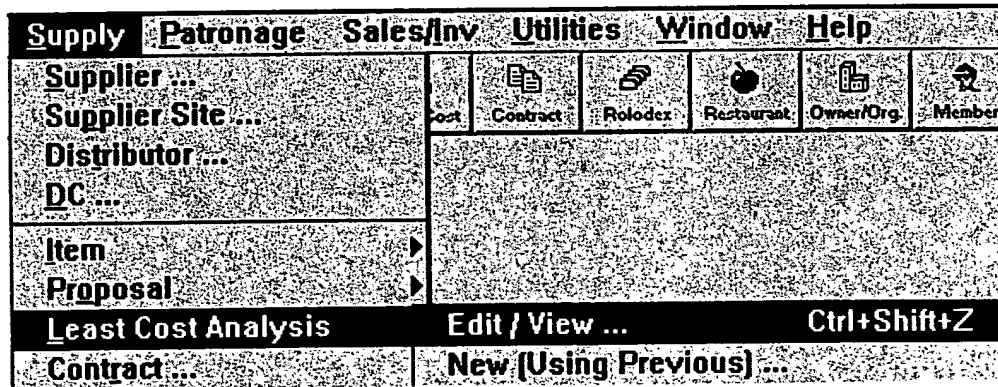 Supply Patronage Sales/Inv Utilities Window Help
Supplier ...
Supplier Site ...
Distributor ...
DC ...
Cost Contract Rolodex Restaurant Owner/Org. Member
Item
Proposal
Least Cost Analysis Edit / View ... Ctrl+Shift+Z
Contract ... New (Using Previous) ...